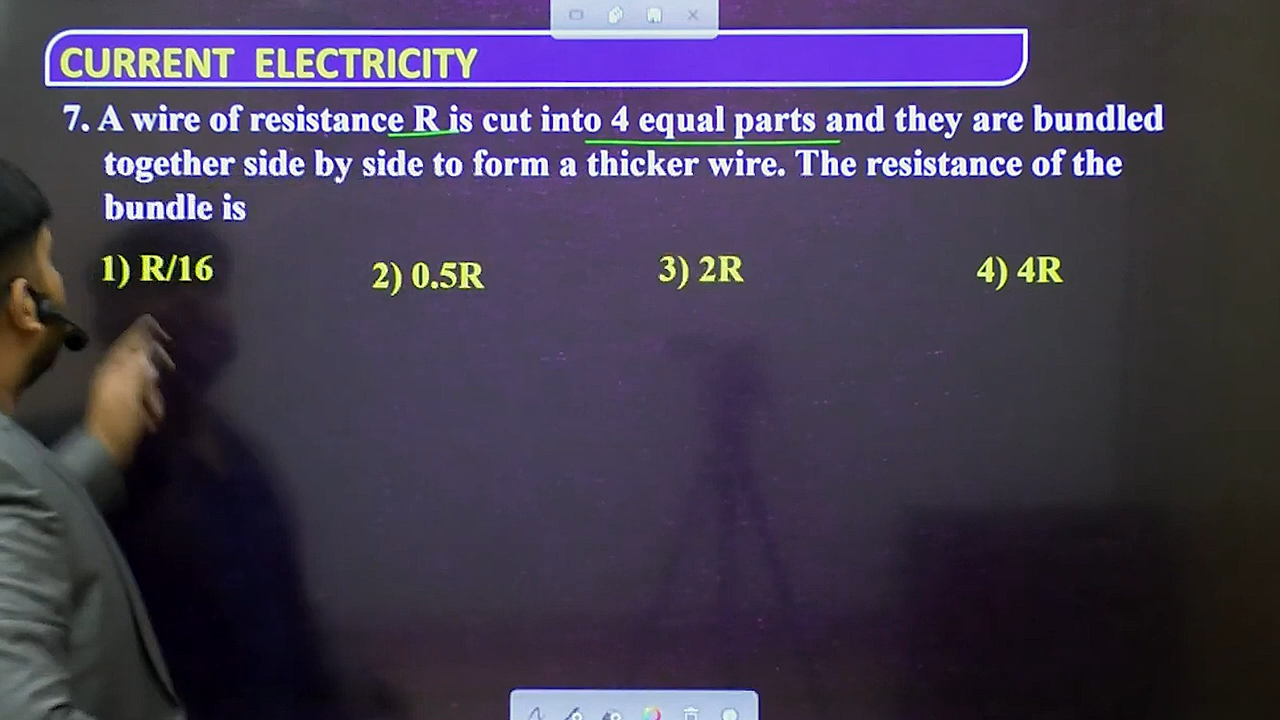 CURRENT ELECTRICITY
7. A wire of resistance R is cut into 4 equal parts and they are bundled
together side by side to form a thicker wire. The resistance of the
bundle is
1) R/16 2) 0.5R 3) 2R 4) 4R